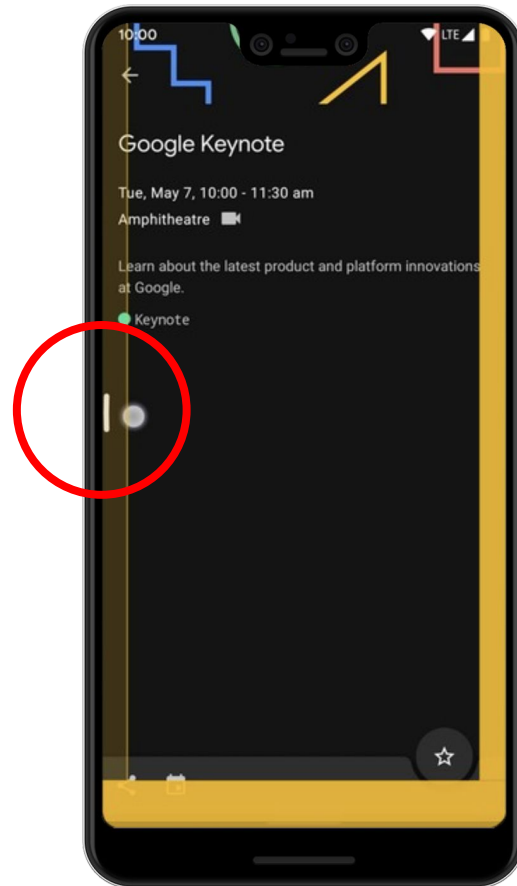 10:00 LTE
Google Keynote
Tue, May 7, 10:00 - 11:30 am
Amphitheatre
Learn about the latest product and platform innovations
at Google.
Keynote